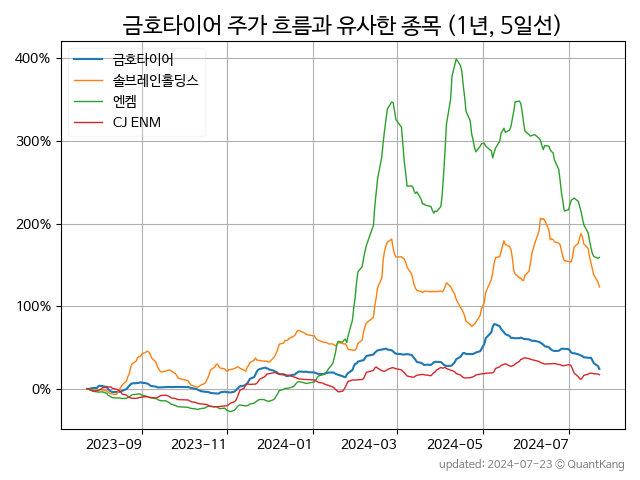 금호타이어 주가 흐름과 유사한 종목 (1년, 5일선)
금호타이어
솔브레인홀딩스
엔켐
CJ ENM
400%
300%
200%
100%
0%
2023-09
2023-11
2024-01
2024-03
2024-05
2024-07
updated: 2024-07-23 © QuantKang